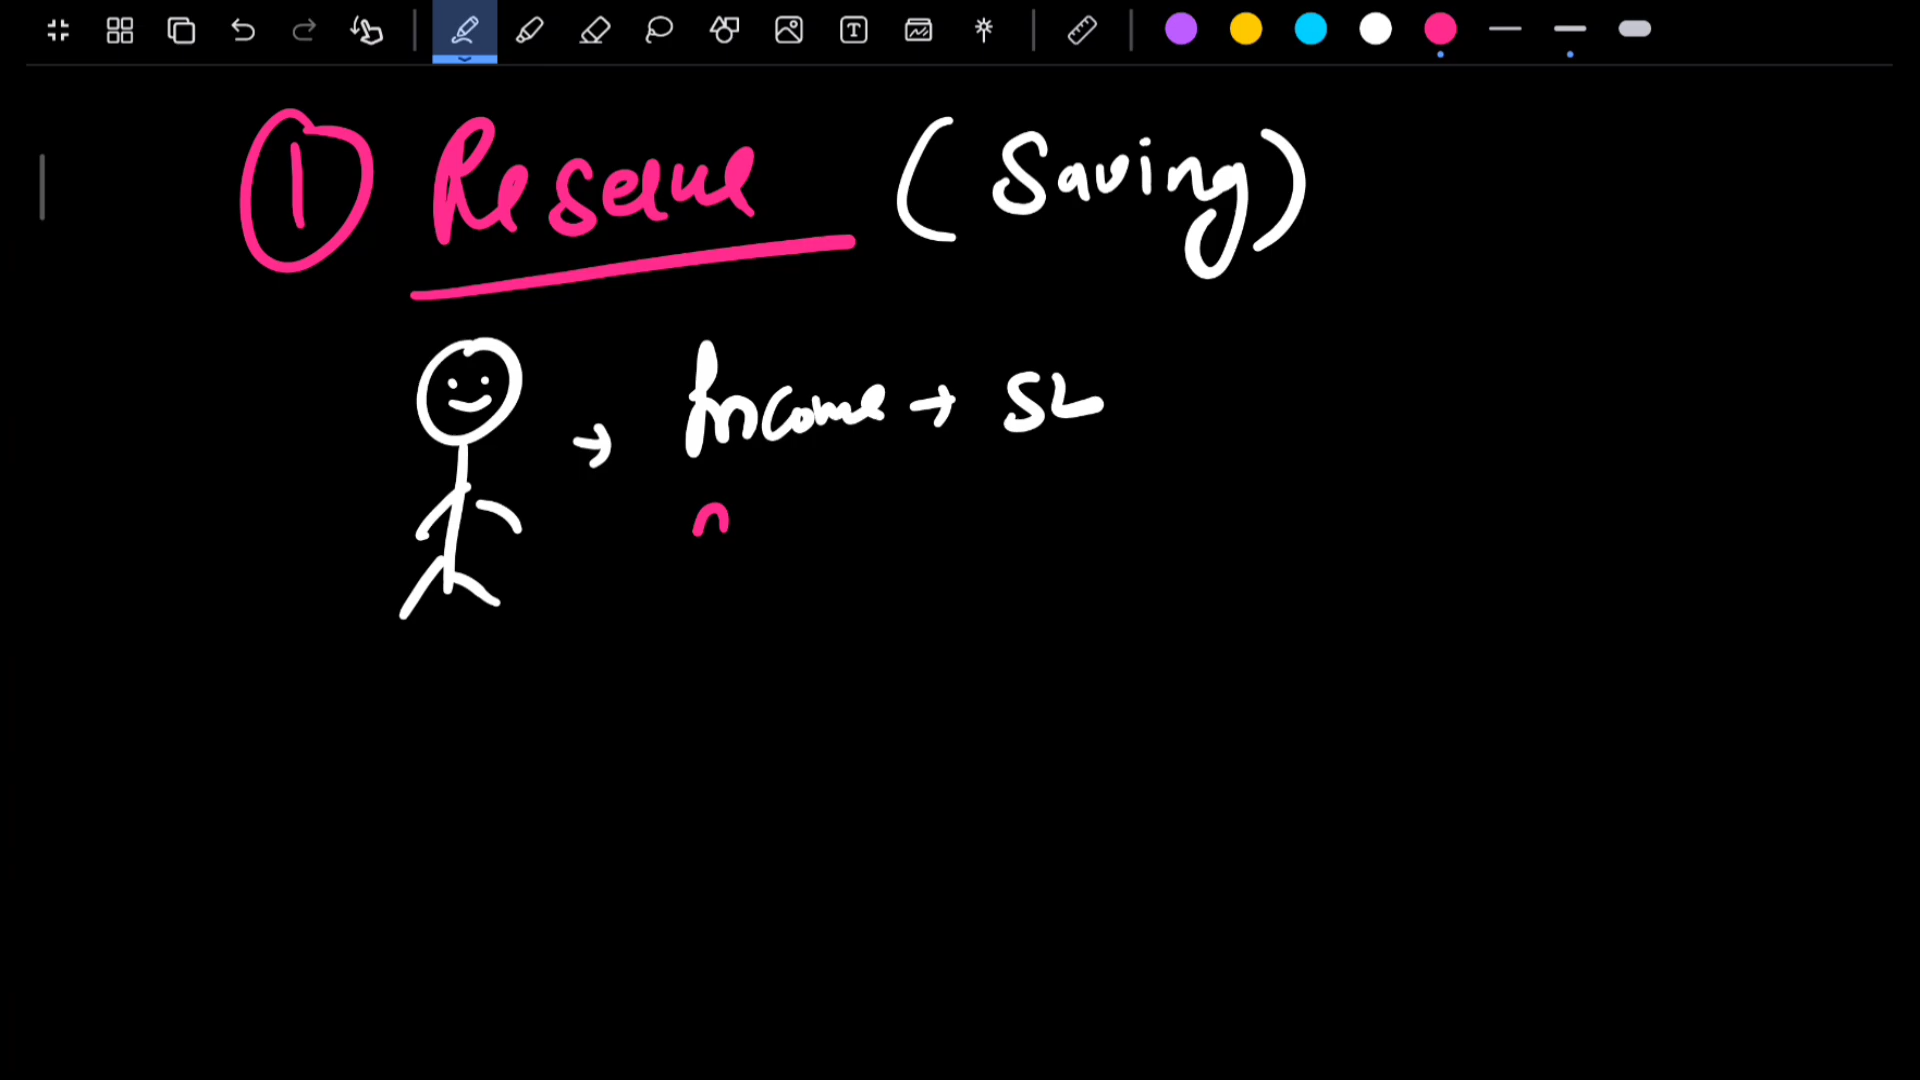 ① Reserve (Saving)
→ Income → 5L